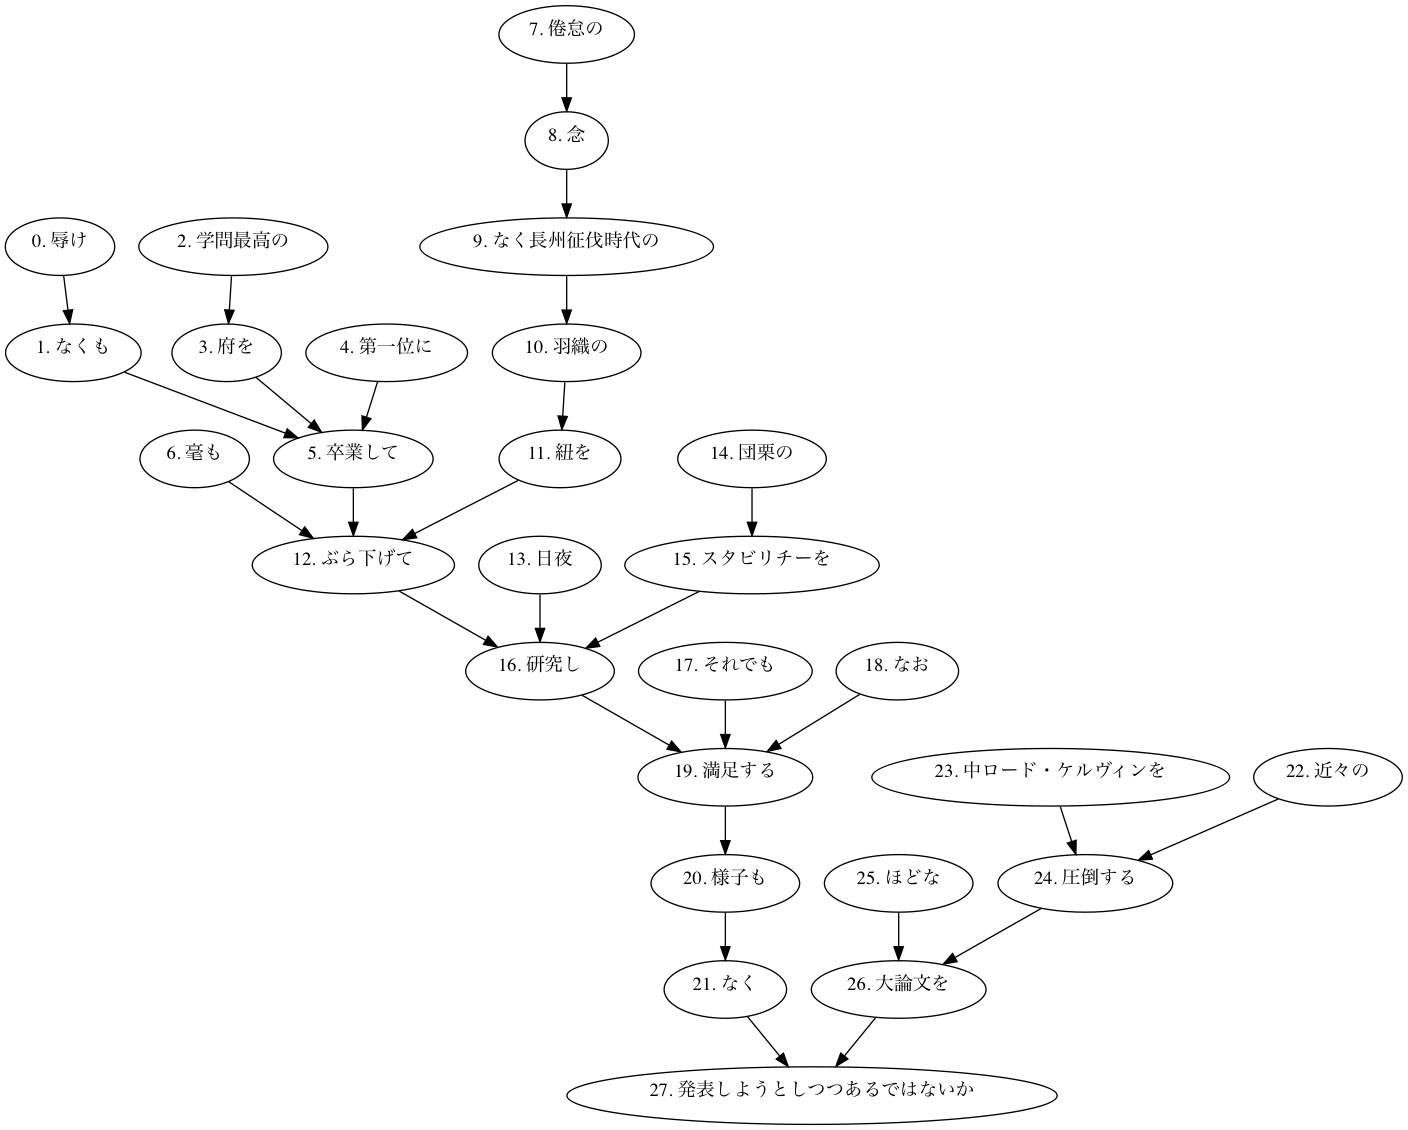 7. 倦怠の
8. 念
0. 辱け
2. 学問最高の
9. なく長州征伐時代の
1. なくも
3. 府を
4. 第一位に
10. 羽織の
6. 毫も
5. 卒業して
11. 紐を
14. 団栗の
12. ぶら下げて
13. 日夜
15. スタビリチーを
16. 研究し
17. それでも
18. なお
19. 満足する
23. 中ロード・ケルヴィンを
22. 近々の
20. 様子も
25. ほどな
24. 圧倒する
21. なく
26. 大論文を
27. 発表しようとしつつあるではないか